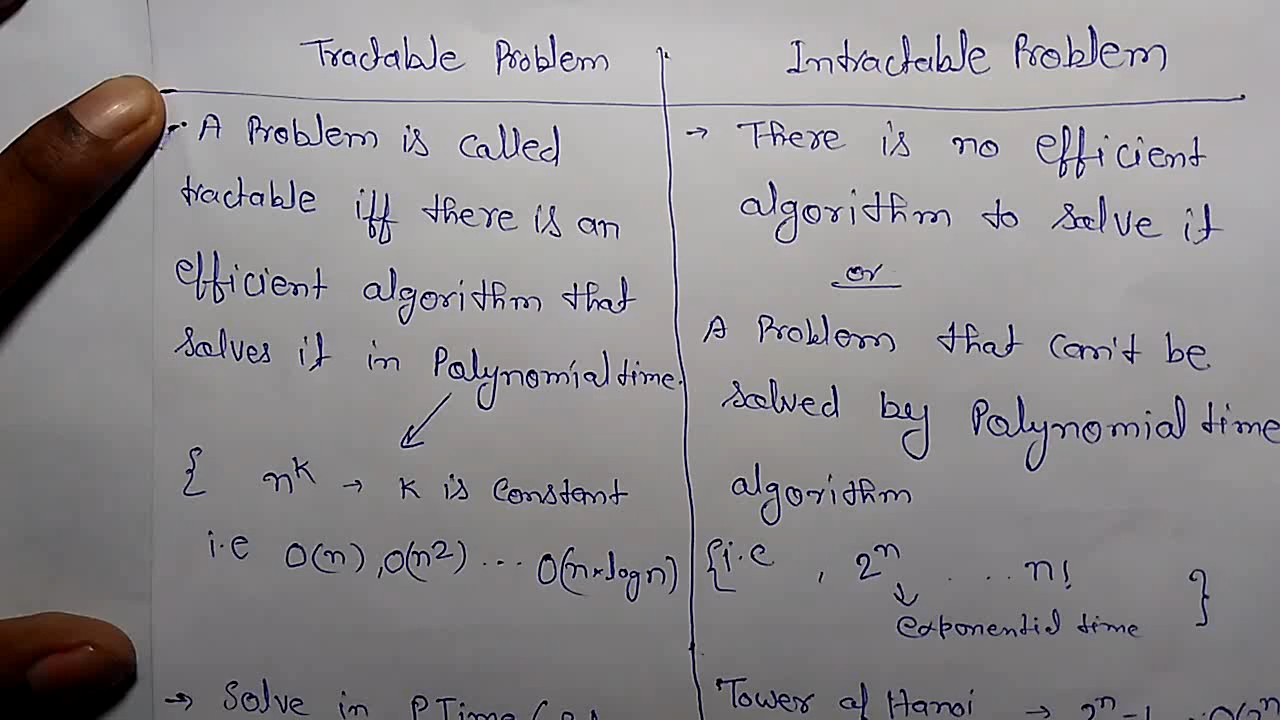 Tractable Problem
• A Problem is called
tractable iff there is an
efficient algorithm that
solves it in Polynomial time.
{ n^k → K is constant
i.e O(n), O(n²) ... O(n×logn)
→ Solve in PTime
Intractable Problem
→ There is no efficient
algorithm to solve it
or
A Problem that can't be
solved by Polynomial time
algorithm
{i.e , 2^n ... n! }
exponential time
Tower of Hanoi → 2^n-1